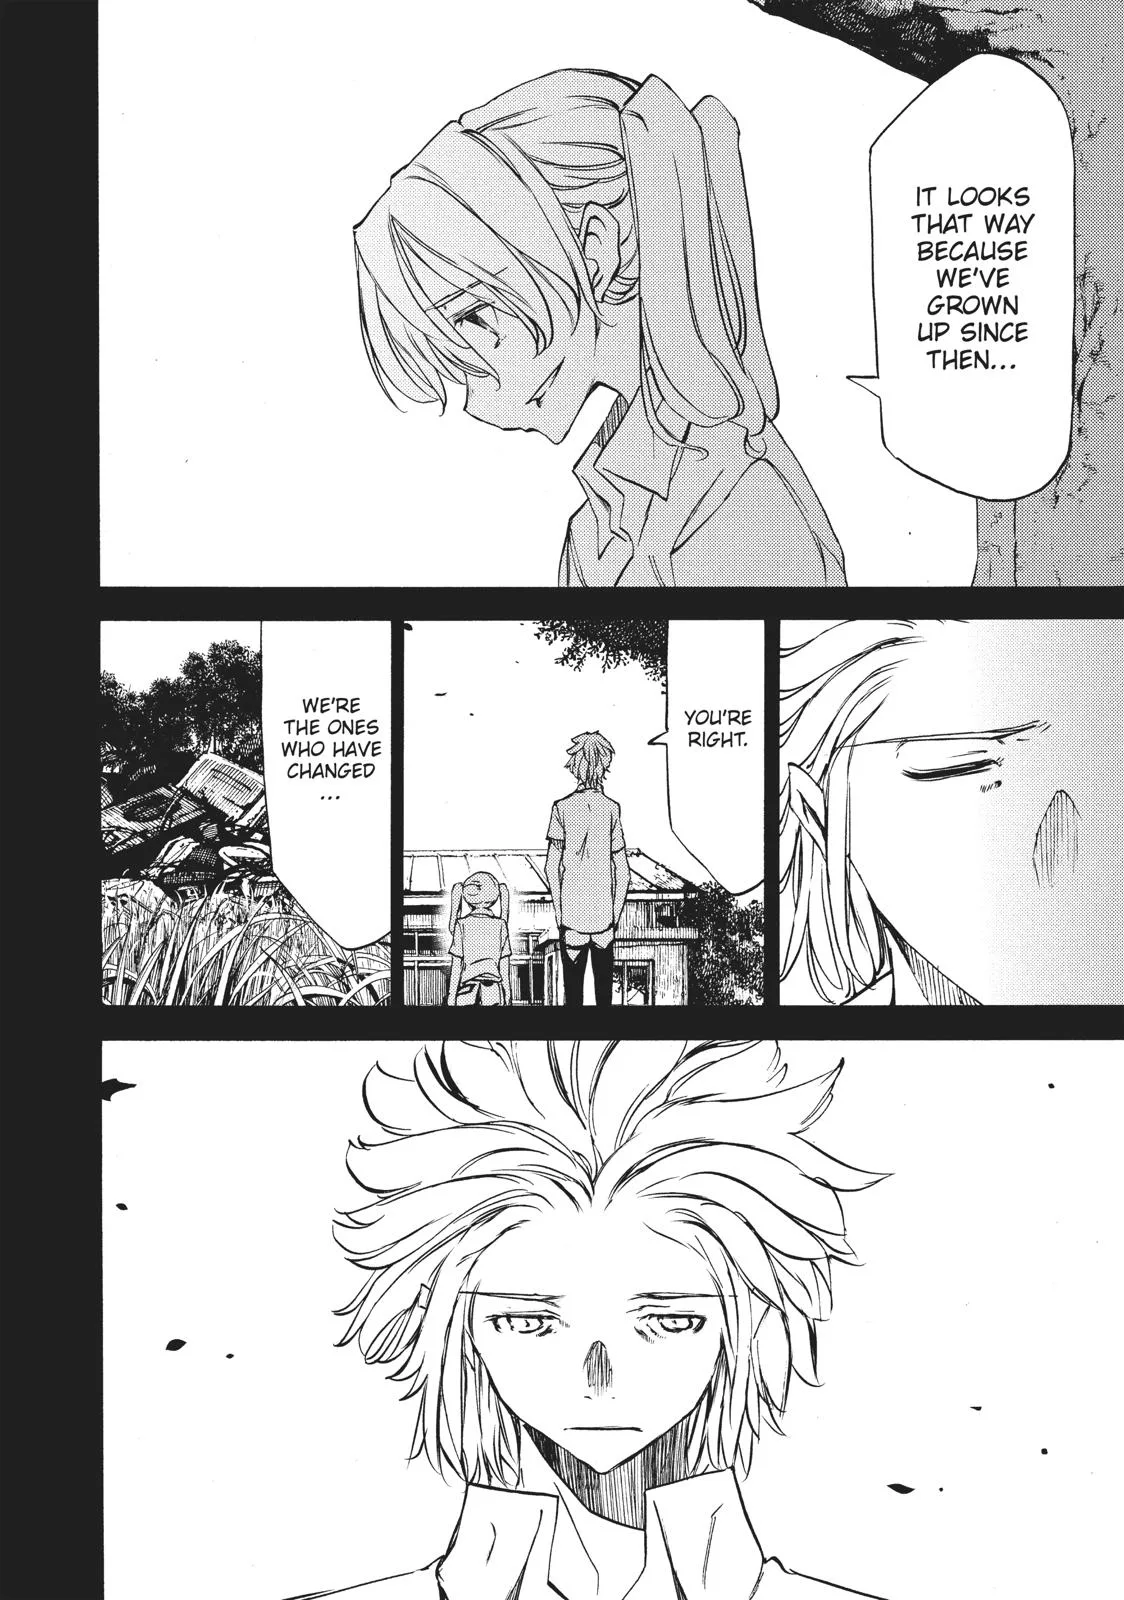 IT LOOKS
THAT WAY
BECAUSE
WE'VE
GROWN
UP SINCE
THEN...
YOU'RE
RIGHT.
WE'RE
THE ONES
WHO HAVE
CHANGED
...